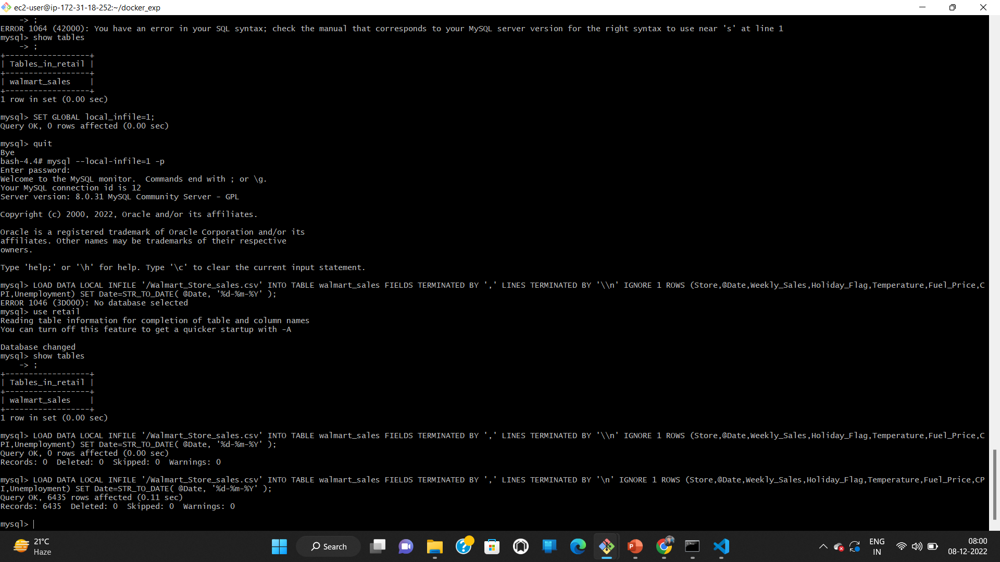 ec2-user@ip-172-31-18-252:~/docker_exp
    -> ;
ERROR 1064 (42000): You have an error in your SQL syntax; check the manual that corresponds to your MySQL server version for the right syntax to use near 's' at line 1
mysql> show tables
    -> ;
+------------------+
| Tables_in_retail |
+------------------+
| walmart_sales    |
+------------------+
1 row in set (0.00 sec)
mysql> SET GLOBAL local_infile=1;
Query OK, 0 rows affected (0.00 sec)
mysql> quit
Bye
bash-4.4# mysql --local-infile=1 -p
Enter password:
Welcome to the MySQL monitor.  Commands end with ; or \g.
Your MySQL connection id is 12
Server version: 8.0.31 MySQL Community Server - GPL
Copyright (c) 2000, 2022, Oracle and/or its affiliates.
Oracle is a registered trademark of Oracle Corporation and/or its
affiliates. Other names may be trademarks of their respective
owners.
Type 'help;' or '\h' for help. Type '\c' to clear the current input statement.
mysql> LOAD DATA LOCAL INFILE '/Walmart_Store_sales.csv' INTO TABLE walmart_sales FIELDS TERMINATED BY ',' LINES TERMINATED BY '\\n' IGNORE 1 ROWS (Store,@Date,Weekly_Sales,Holiday_Flag,Temperature,Fuel_Price,C
PI,Unemployment) SET Date=STR_TO_DATE( @Date, '%d-%m-%Y' );
ERROR 1046 (3D000): No database selected
mysql> use retail
Reading table information for completion of table and column names
You can turn off this feature to get a quicker startup with -A
Database changed
mysql> show tables
    -> ;
+------------------+
| Tables_in_retail |
+------------------+
| walmart_sales    |
+------------------+
1 row in set (0.00 sec)
mysql> LOAD DATA LOCAL INFILE '/Walmart_Store_sales.csv' INTO TABLE walmart_sales FIELDS TERMINATED BY ',' LINES TERMINATED BY '\\n' IGNORE 1 ROWS (Store,@Date,Weekly_Sales,Holiday_Flag,Temperature,Fuel_Price,C
PI,Unemployment) SET Date=STR_TO_DATE( @Date, '%d-%m-%Y' );
Query OK, 0 rows affected (0.00 sec)
Records: 0  Deleted: 0  Skipped: 0  Warnings: 0
mysql> LOAD DATA LOCAL INFILE '/Walmart_Store_sales.csv' INTO TABLE walmart_sales FIELDS TERMINATED BY ',' LINES TERMINATED BY '\n' IGNORE 1 ROWS (Store,@Date,Weekly_Sales,Holiday_Flag,Temperature,Fuel_Price,CP
I,Unemployment) SET Date=STR_TO_DATE( @Date, '%d-%m-%Y' );
Query OK, 6435 rows affected (0.11 sec)
Records: 6435  Deleted: 0  Skipped: 0  Warnings: 0
mysql>
21°C
Haze
Search
ENG
IN
08:00
08-12-2022